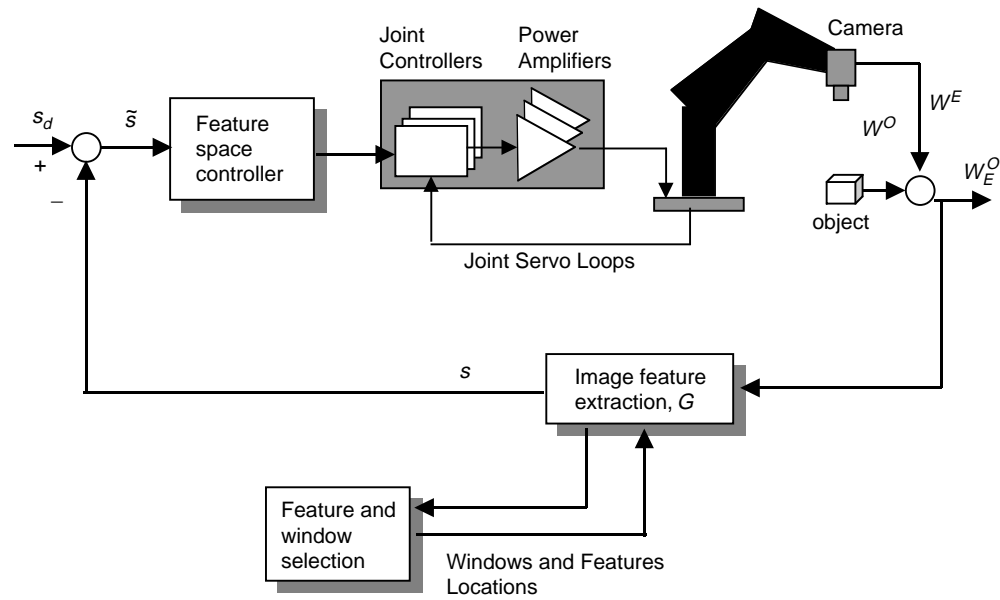 Joint
Controllers
Power
Amplifiers
Camera
s_d
+
−
s̃
Feature
space
controller
W^E
W^O
W_E^O
object
Joint Servo Loops
s
Image feature
extraction, G
Feature and
window
selection
Windows and Features
Locations